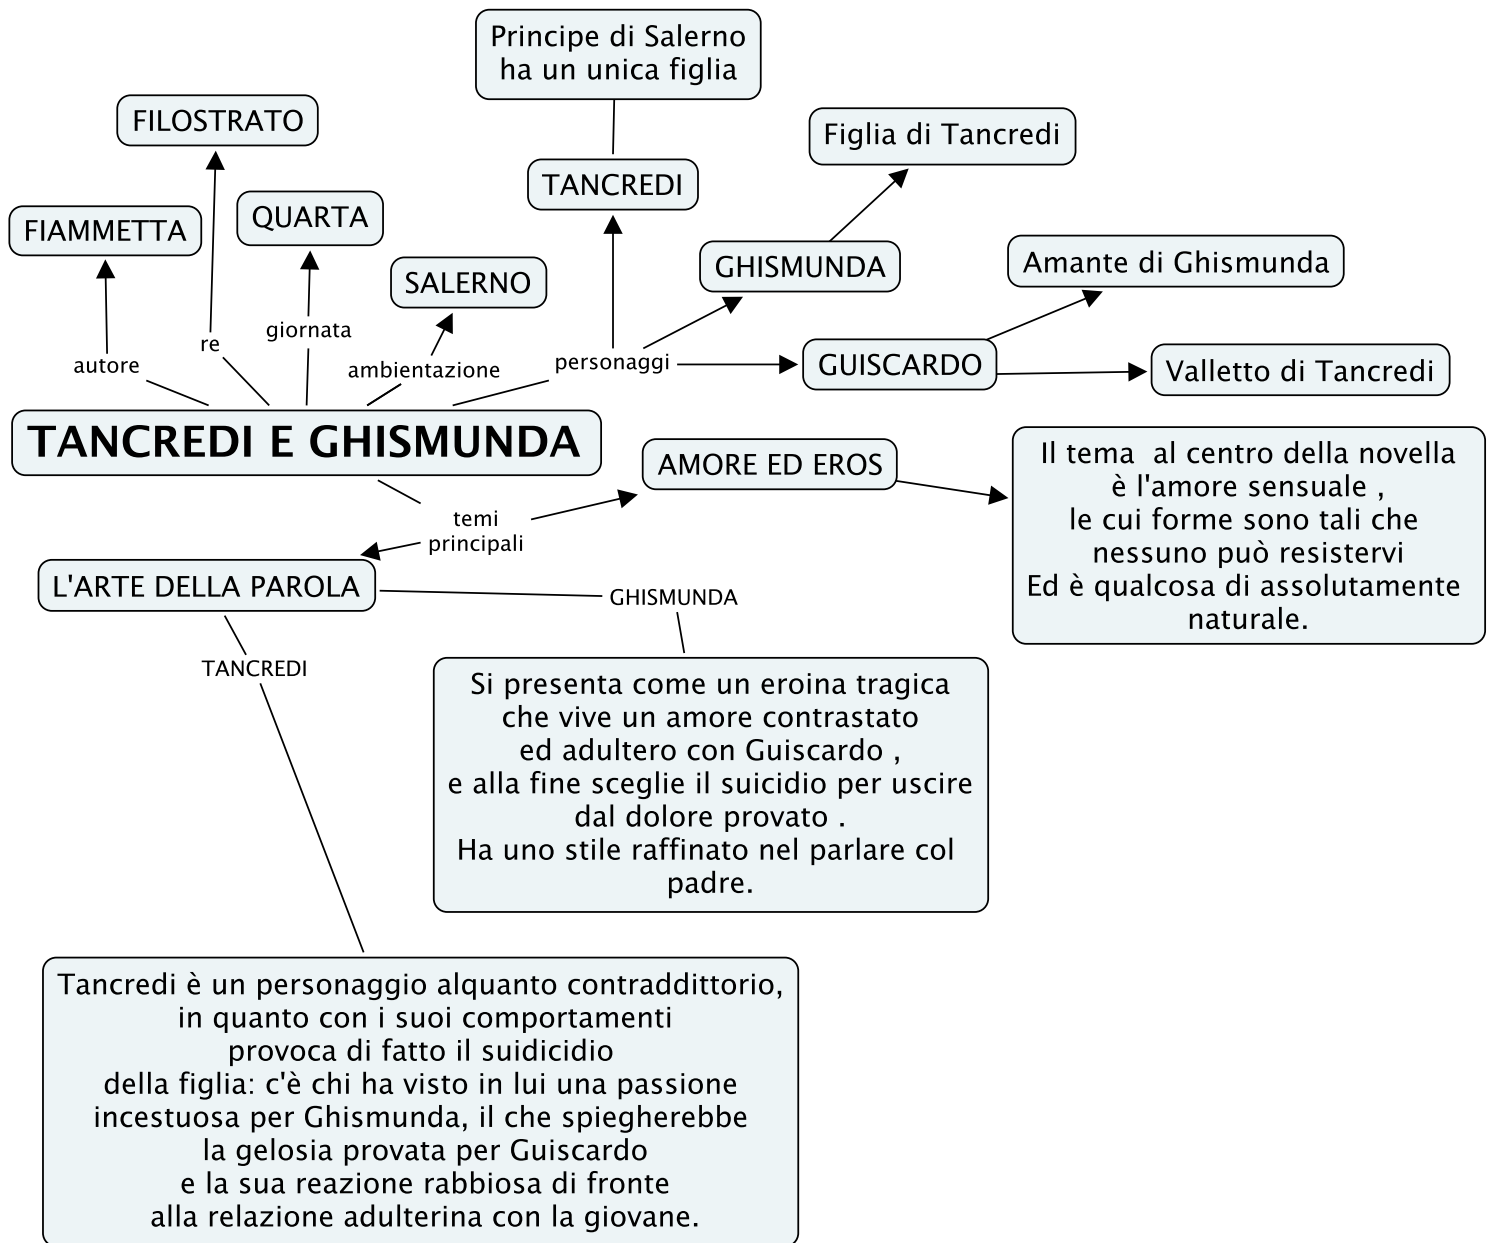 Principe di Salerno
ha un unica figlia
FILOSTRATO
Figlia di Tancredi
TANCREDI
QUARTA
FIAMMETTA
GHISMUNDA
Amante di Ghismunda
SALERNO
giornata
re
autore
ambientazione
personaggi
GUISCARDO
Valletto di Tancredi
TANCREDI E GHISMUNDA
AMORE ED EROS
Il tema al centro della novella
è l'amore sensuale ,
le cui forme sono tali che
nessuno può resistervi
Ed è qualcosa di assolutamente
naturale.
temi
principali
L'ARTE DELLA PAROLA
GHISMUNDA
TANCREDI
Si presenta come un eroina tragica
che vive un amore contrastato
ed adultero con Guiscardo ,
e alla fine sceglie il suicidio per uscire
dal dolore provato .
Ha uno stile raffinato nel parlare col
padre.
Tancredi è un personaggio alquanto contraddittorio,
in quanto con i suoi comportamenti
provoca di fatto il suidicidio
della figlia: c'è chi ha visto in lui una passione
incestuosa per Ghismunda, il che spiegherebbe
la gelosia provata per Guiscardo
e la sua reazione rabbiosa di fronte
alla relazione adulterina con la giovane.